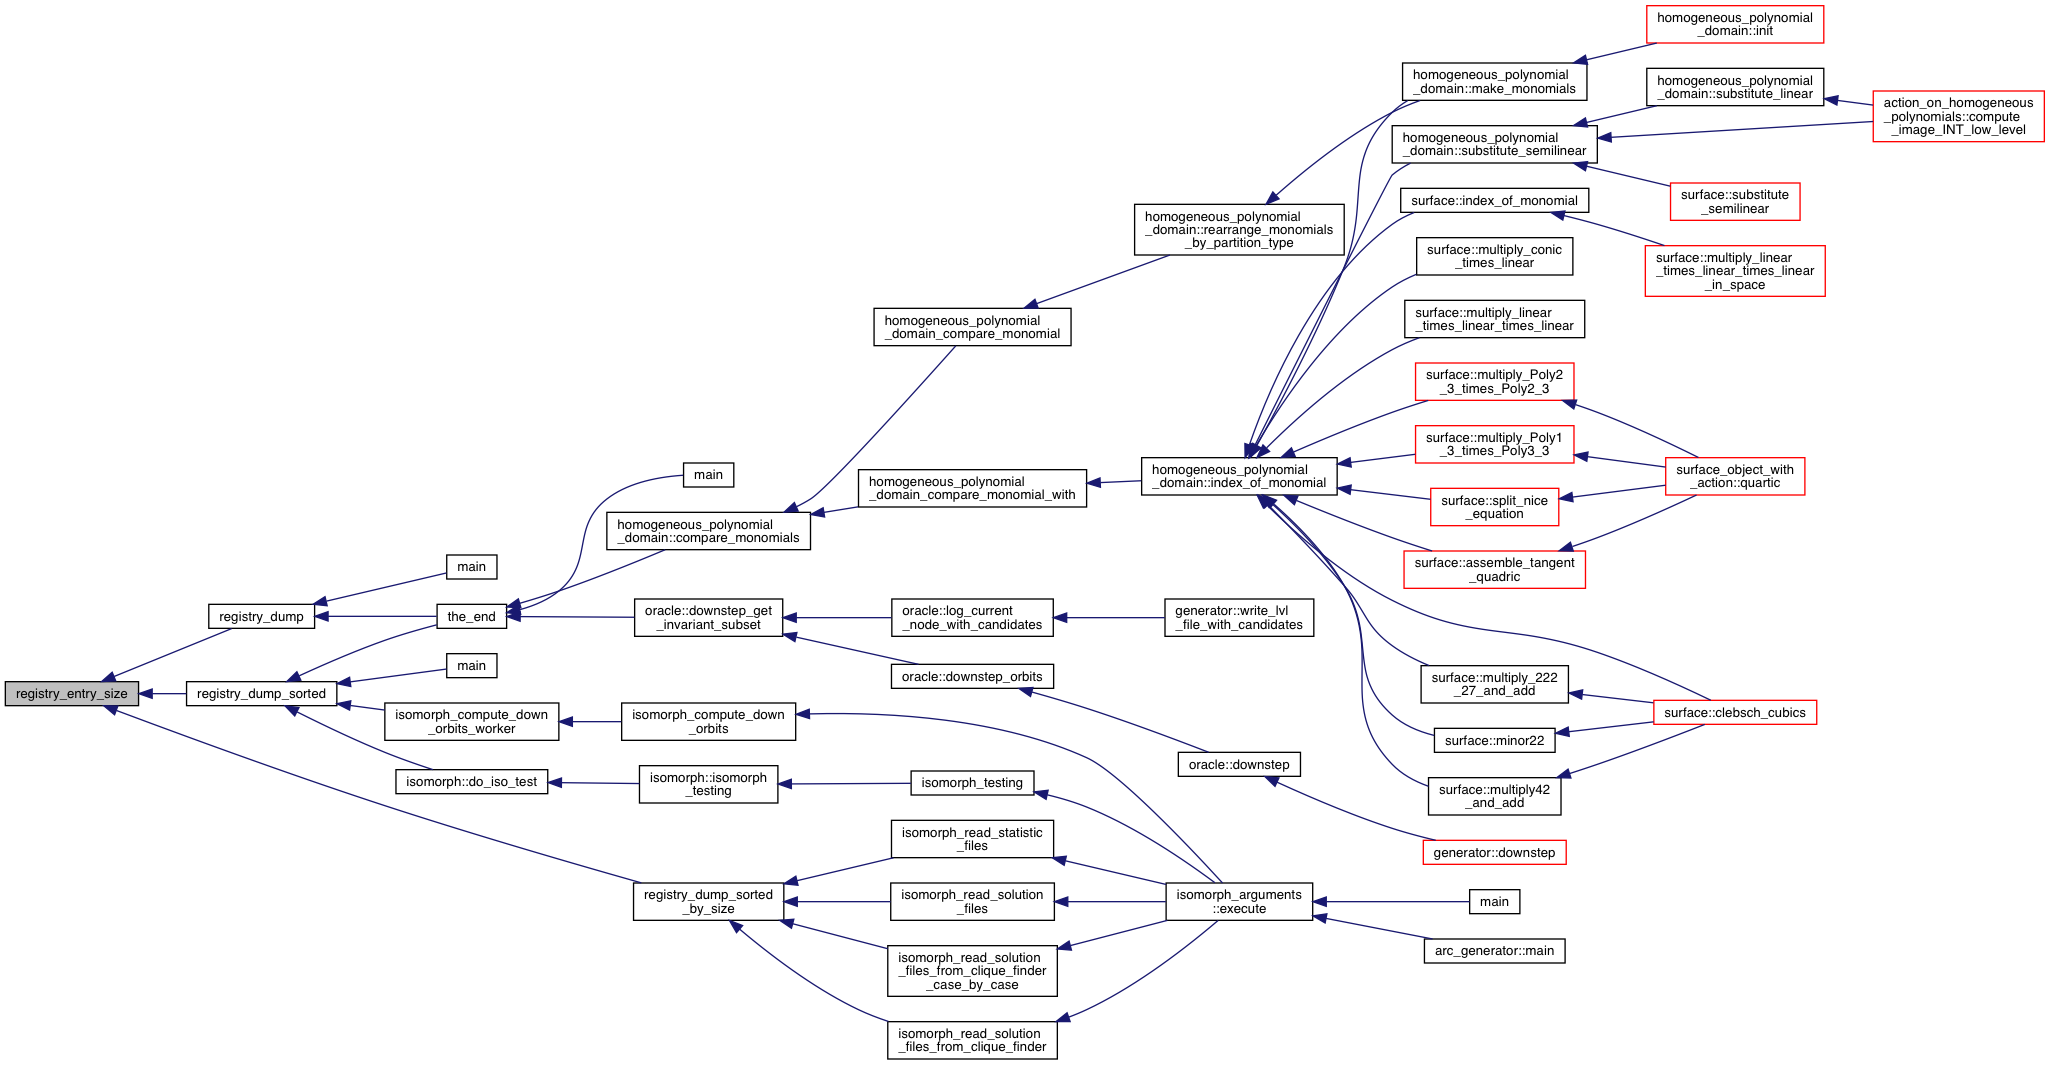 homogeneous_polynomial
_domain::init
homogeneous_polynomial
_domain::make_monomials
homogeneous_polynomial
_domain::substitute_linear
action_on_homogeneous
_polynomials::compute
_image_INT_low_level
homogeneous_polynomial
_domain::substitute_semilinear
surface::substitute
_semilinear
surface::index_of_monomial
homogeneous_polynomial
_domain::rearrange_monomials
_by_partition_type
surface::multiply_conic
_times_linear
surface::multiply_linear
_times_linear_times_linear
_in_space
homogeneous_polynomial
_domain_compare_monomial
surface::multiply_linear
_times_linear_times_linear
surface::multiply_Poly2
_3_times_Poly2_3
surface::multiply_Poly1
_3_times_Poly3_3
main
homogeneous_polynomial
_domain_compare_monomial_with
homogeneous_polynomial
_domain::index_of_monomial
surface_object_with
_action::quartic
surface::split_nice
_equation
homogeneous_polynomial
_domain::compare_monomials
surface::assemble_tangent
_quadric
main
registry_dump
the_end
oracle::downstep_get
_invariant_subset
oracle::log_current
_node_with_candidates
generator::write_lvl
_file_with_candidates
main
oracle::downstep_orbits
surface::multiply_222
_27_and_add
registry_entry_size
registry_dump_sorted
isomorph_compute_down
_orbits_worker
isomorph_compute_down
_orbits
surface::clebsch_cubics
surface::minor22
oracle::downstep
isomorph::do_iso_test
isomorph::isomorph
_testing
isomorph_testing
surface::multiply42
_and_add
isomorph_read_statistic
_files
generator::downstep
registry_dump_sorted
_by_size
isomorph_read_solution
_files
isomorph_arguments
::execute
main
arc_generator::main
isomorph_read_solution
_files_from_clique_finder
_case_by_case
isomorph_read_solution
_files_from_clique_finder